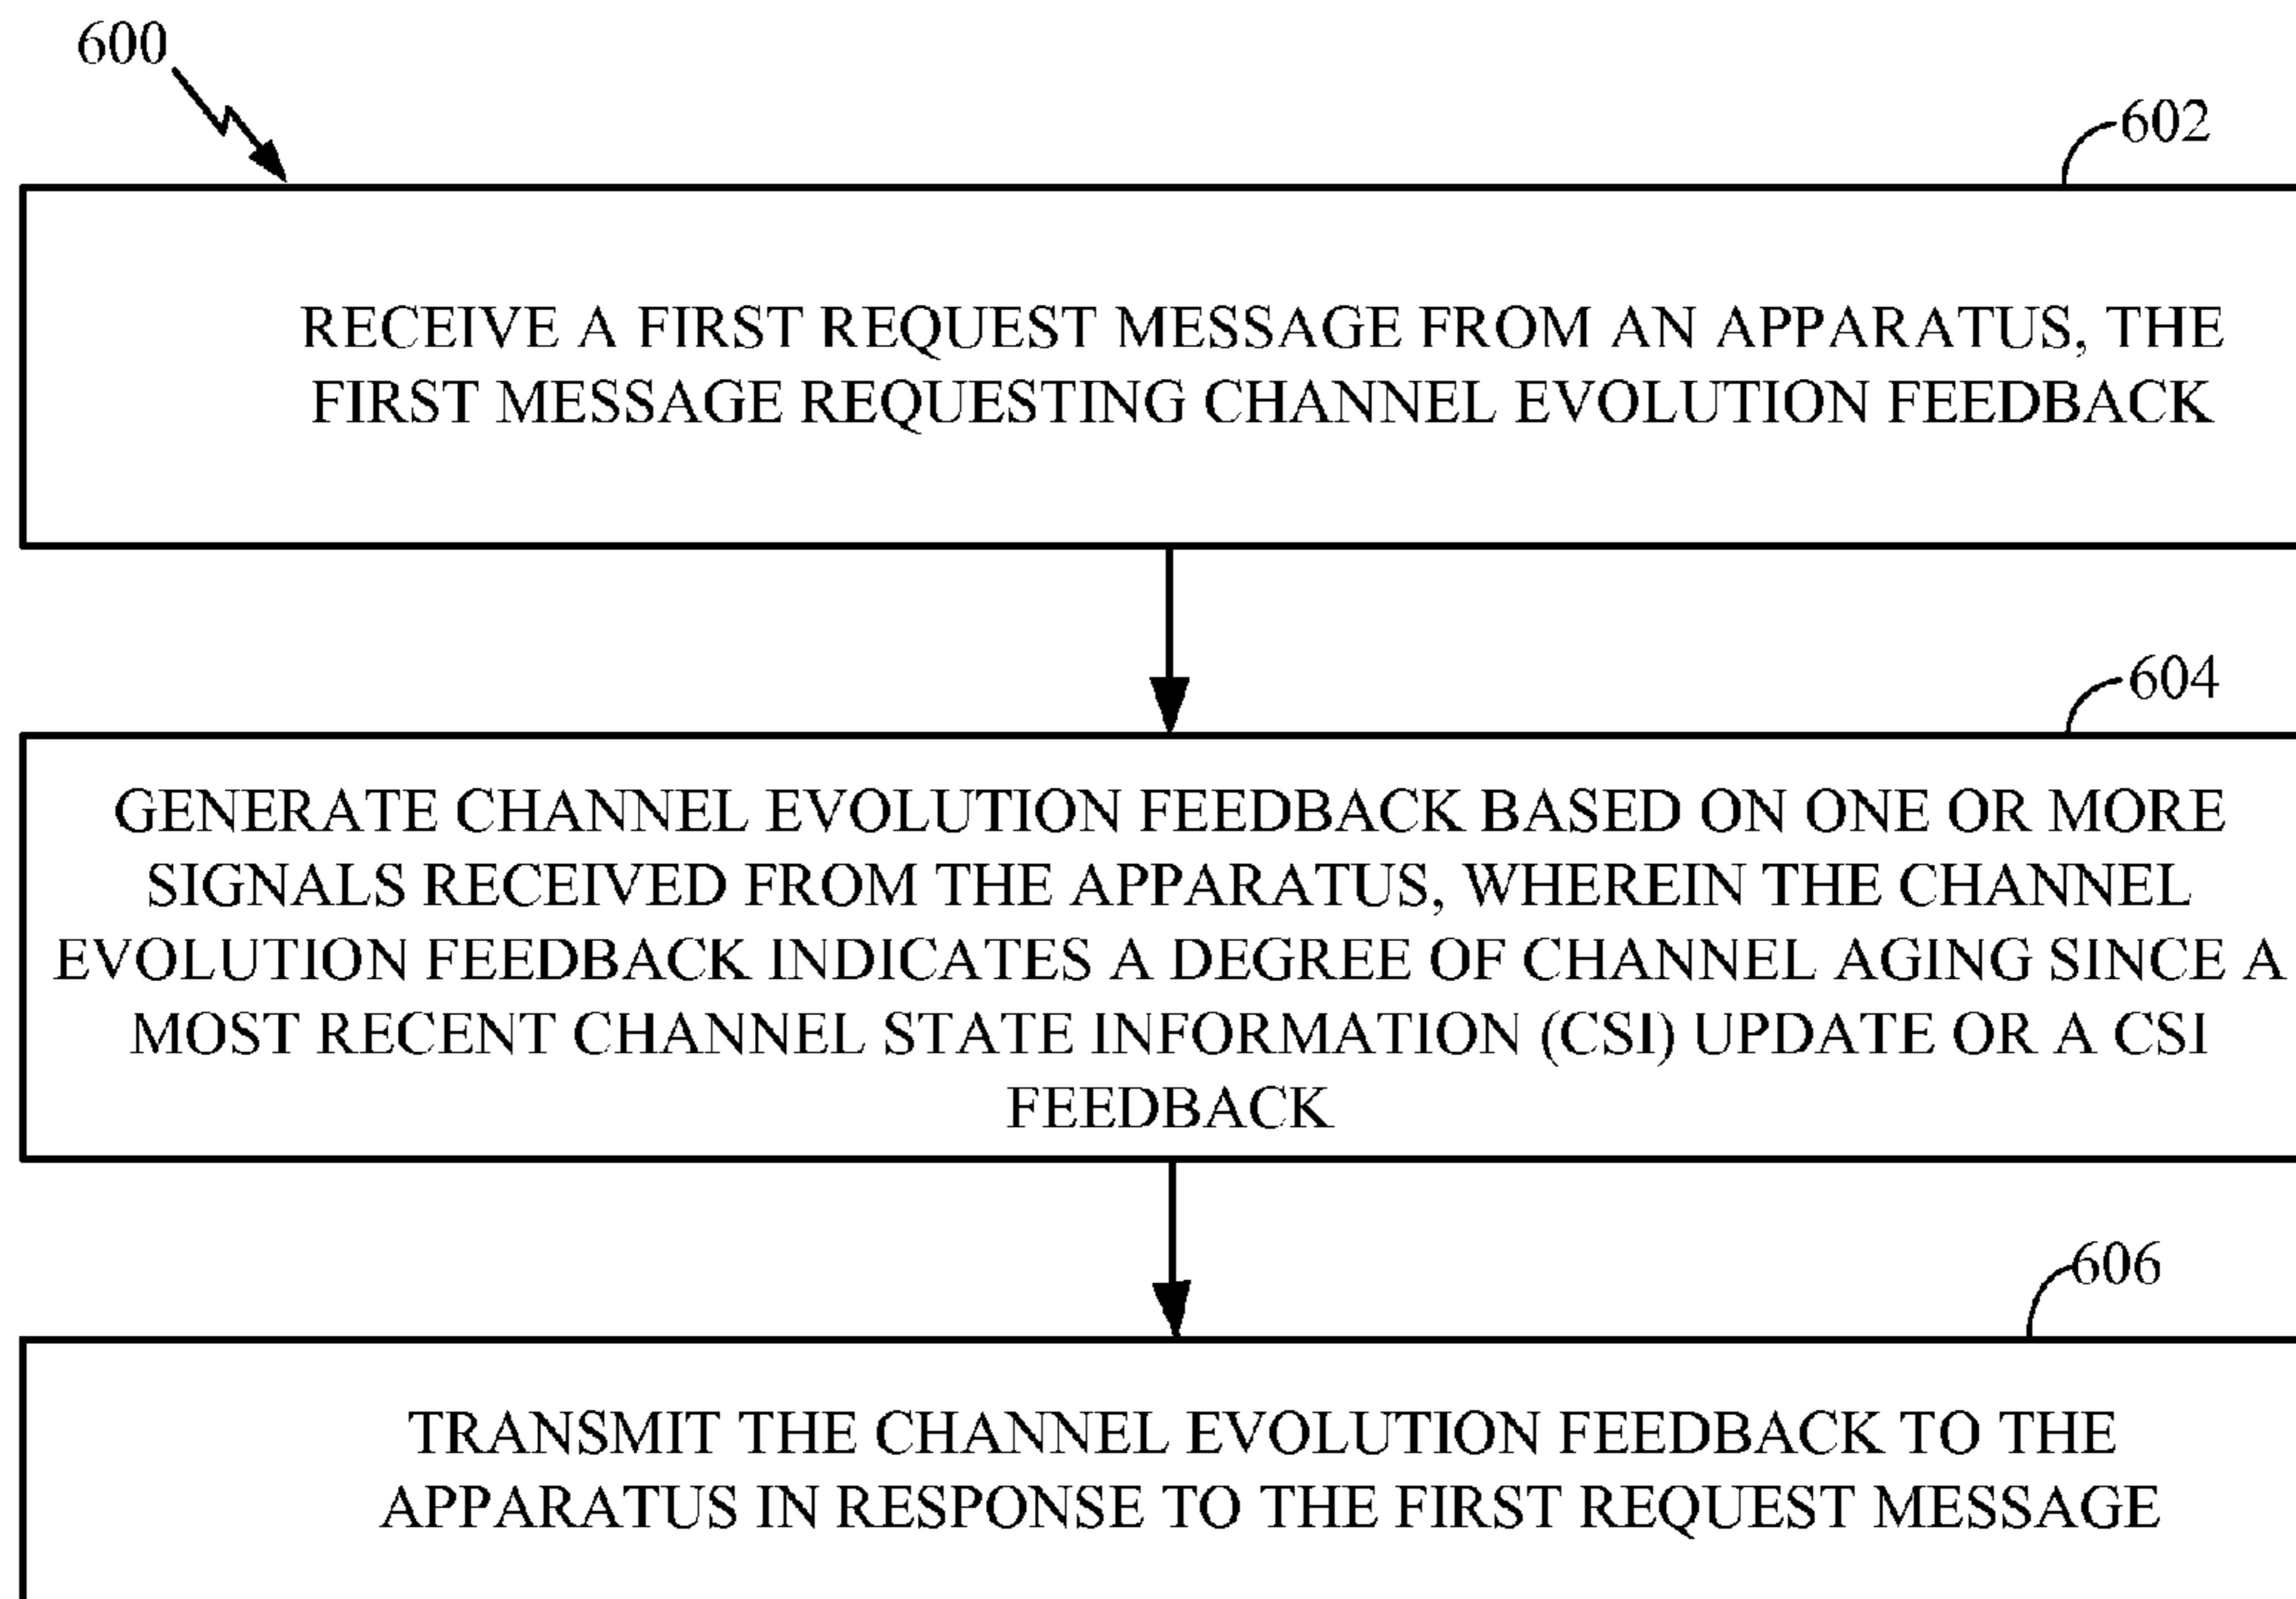 600
602
RECEIVE A FIRST REQUEST MESSAGE FROM AN APPARATUS, THE
FIRST MESSAGE REQUESTING CHANNEL EVOLUTION FEEDBACK
604
GENERATE CHANNEL EVOLUTION FEEDBACK BASED ON ONE OR MORE
SIGNALS RECEIVED FROM THE APPARATUS, WHEREIN THE CHANNEL
EVOLUTION FEEDBACK INDICATES A DEGREE OF CHANNEL AGING SINCE A
MOST RECENT CHANNEL STATE INFORMATION (CSI) UPDATE OR A CSI
FEEDBACK
606
TRANSMIT THE CHANNEL EVOLUTION FEEDBACK TO THE
APPARATUS IN RESPONSE TO THE FIRST REQUEST MESSAGE